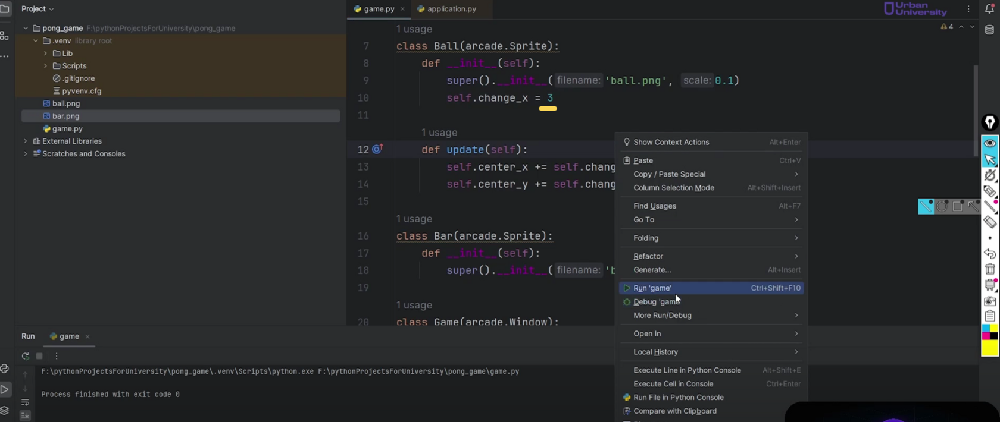 Project
pong_game F:\pythonProjectsForUniversity\pong_game
.venv library root
Lib
Scripts
.gitignore
pyvenv.cfg
ball.png
bar.png
game.py
External Libraries
Scratches and Consoles
game.py
application.py
Urban
University
4
1 usage
7 class Ball(arcade.Sprite):
8 def __init__(self):
9 super().__init__( filename: 'ball.png', scale: 0.1)
10 self.change_x = 3
11
1 usage
12 def update(self):
13 self.center_x += self.chang
14 self.center_y += self.chang
15
1 usage
16 class Bar(arcade.Sprite):
17 def __init__(self):
18 super().__init__( filename: 'b
19
1 usage
20 class Game(arcade.Window):
Show Context Actions Alt+Enter
Paste Ctrl+V
Copy / Paste Special
Column Selection Mode Alt+Shift+Insert
Find Usages Alt+F7
Go To
Folding
Refactor
Generate... Alt+Insert
Run 'game' Ctrl+Shift+F10
Debug 'game'
More Run/Debug
Open In
Local History
Execute Line in Python Console Alt+Shift+E
Execute Cell in Console Ctrl+Enter
Run File in Python Console
Compare with Clipboard
Run
game
F:\pythonProjectsForUniversity\pong_game\.venv\Scripts\python.exe F:\pythonProjectsForUniversity\pong_game\game.py
Process finished with exit code 0